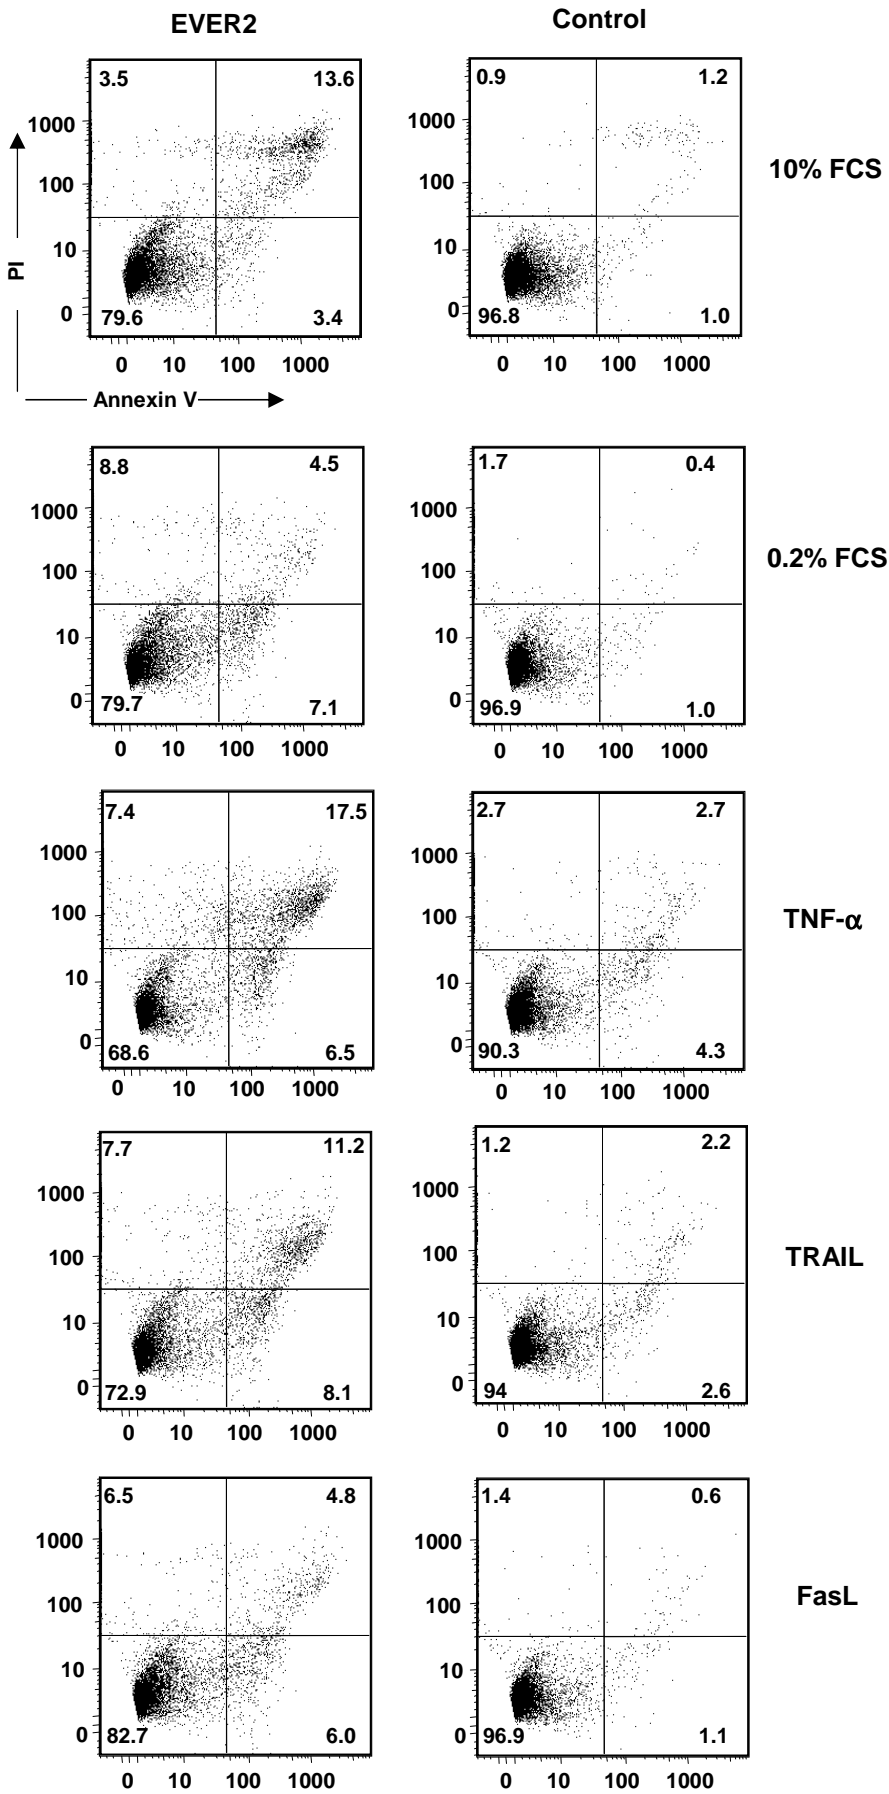 EVER2 Control
3.5 13.6 0.9 1.2
1000 1000
10% FCS
100 100
PI
10 10
0 0
79.6 3.4 96.8 1.0
0 10 100 1000 0 10 100 1000
Annexin V
8.8 4.5 1.7 0.4
1000 1000
0.2% FCS
100 100
10 10
0 0
79.7 7.1 96.9 1.0
0 10 100 1000 0 10 100 1000
7.4 17.5 2.7 2.7
1000 1000
TNF-α
100 100
10 10
0 0
68.6 6.5 90.3 4.3
0 10 100 1000 0 10 100 1000
7.7 11.2 1.2 2.2
1000 1000
TRAIL
100 100
10 10
0 0
72.9 8.1 94 2.6
0 10 100 1000 0 10 100 1000
6.5 4.8 1.4 0.6
1000 1000
FasL
100 100
10 10
0 0
82.7 6.0 96.9 1.1
0 10 100 1000 0 10 100 1000